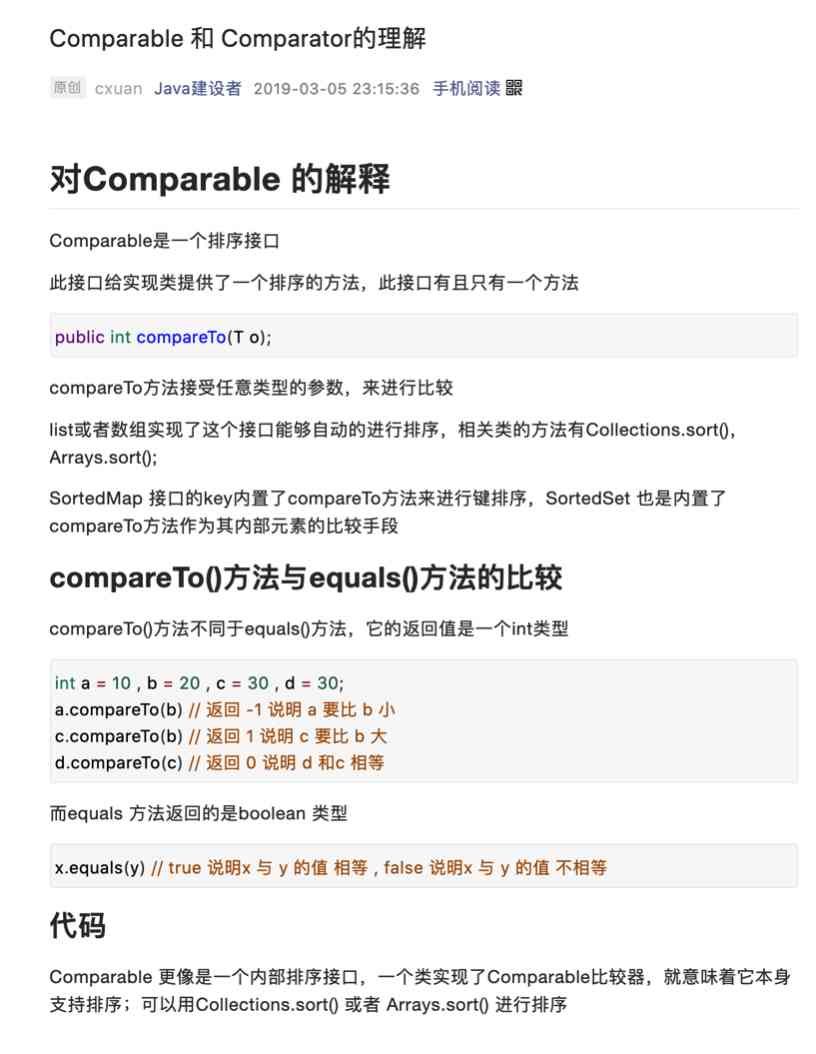 Comparable 和 Comparator的理解
原创 cxuan Java建设者 2019-03-05 23:15:36 手机阅读
对Comparable 的解释
Comparable是一个排序接口
此接口给实现类提供了一个排序的方法，此接口有且只有一个方法
public int compareTo(T o);
compareTo方法接受任意类型的参数，来进行比较
list或者数组实现了这个接口能够自动的进行排序，相关类的方法有Collections.sort()，
Arrays.sort();
SortedMap 接口的key内置了compareTo方法来进行键排序，SortedSet 也是内置了
compareTo方法作为其内部元素的比较手段
compareTo()方法与equals()方法的比较
compareTo()方法不同于equals()方法，它的返回值是一个int类型
int a = 10 , b = 20 , c = 30 , d = 30;
a.compareTo(b) // 返回 -1 说明 a 要比 b 小
c.compareTo(b) // 返回 1 说明 c 要比 b 大
d.compareTo(c) // 返回 0 说明 d 和c 相等
而equals 方法返回的是boolean 类型
x.equals(y) // true 说明x 与 y 的值 相等 , false 说明x 与 y 的值 不相等
代码
Comparable 更像是一个内部排序接口，一个类实现了Comparable比较器，就意味着它本身
支持排序；可以用Collections.sort() 或者 Arrays.sort() 进行排序